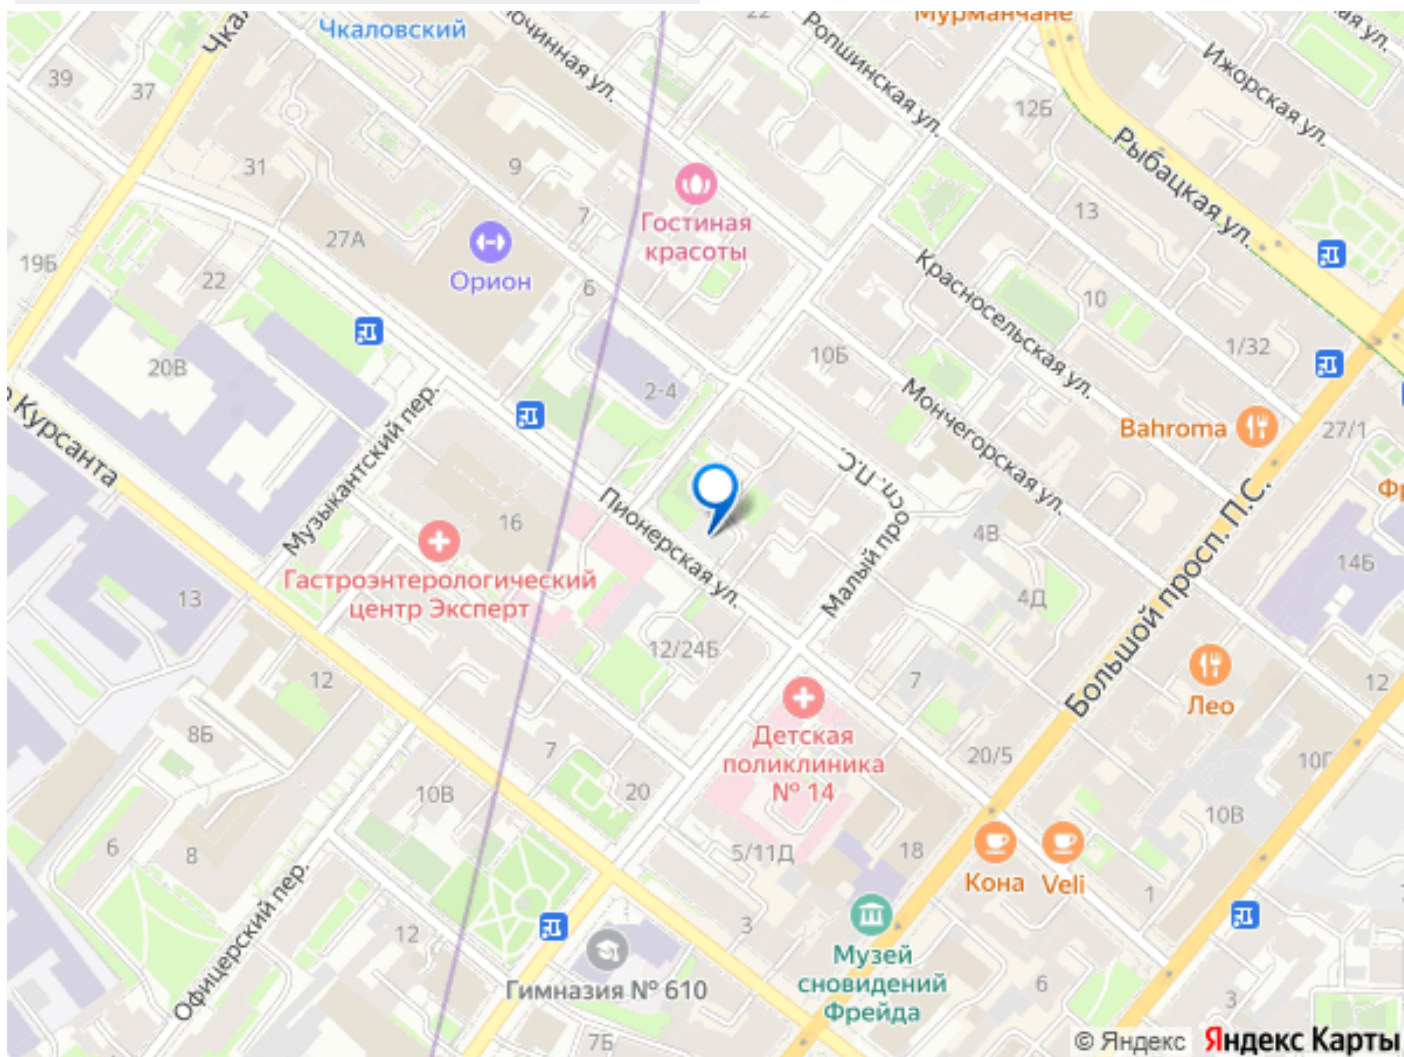 Чкаловский
Мурманчане
22
Ропшинская ул.
Ижорская ул.
39
37
12Б
Рыбацкая ул.
31
9
7
Гостиная
красоты
13
27А
Орион
6
19Б
22
Красносельская ул.
10
1/32
20В
10Б
2-4
Bahroma
27/1
Мончегорская ул.
Музыкантский пер.
Малый просп. П.С.
Большой просп. П.С.
Пионерская ул.
16
4В
14Б
Гастроэнтерологический
центр Эксперт
13
4Д
12/24Б
12
7
Лео
12
8Б
Детская
поликлиника
№ 14
7
20/5
10Г
10В
20
10В
6
8
5/11Д
18
Кона
Veli
1
Офицерский пер.
12
3
Музей
сновидений
Фрейда
Гимназия № 610
6
3
7Б
© Яндекс
Яндекс Карты